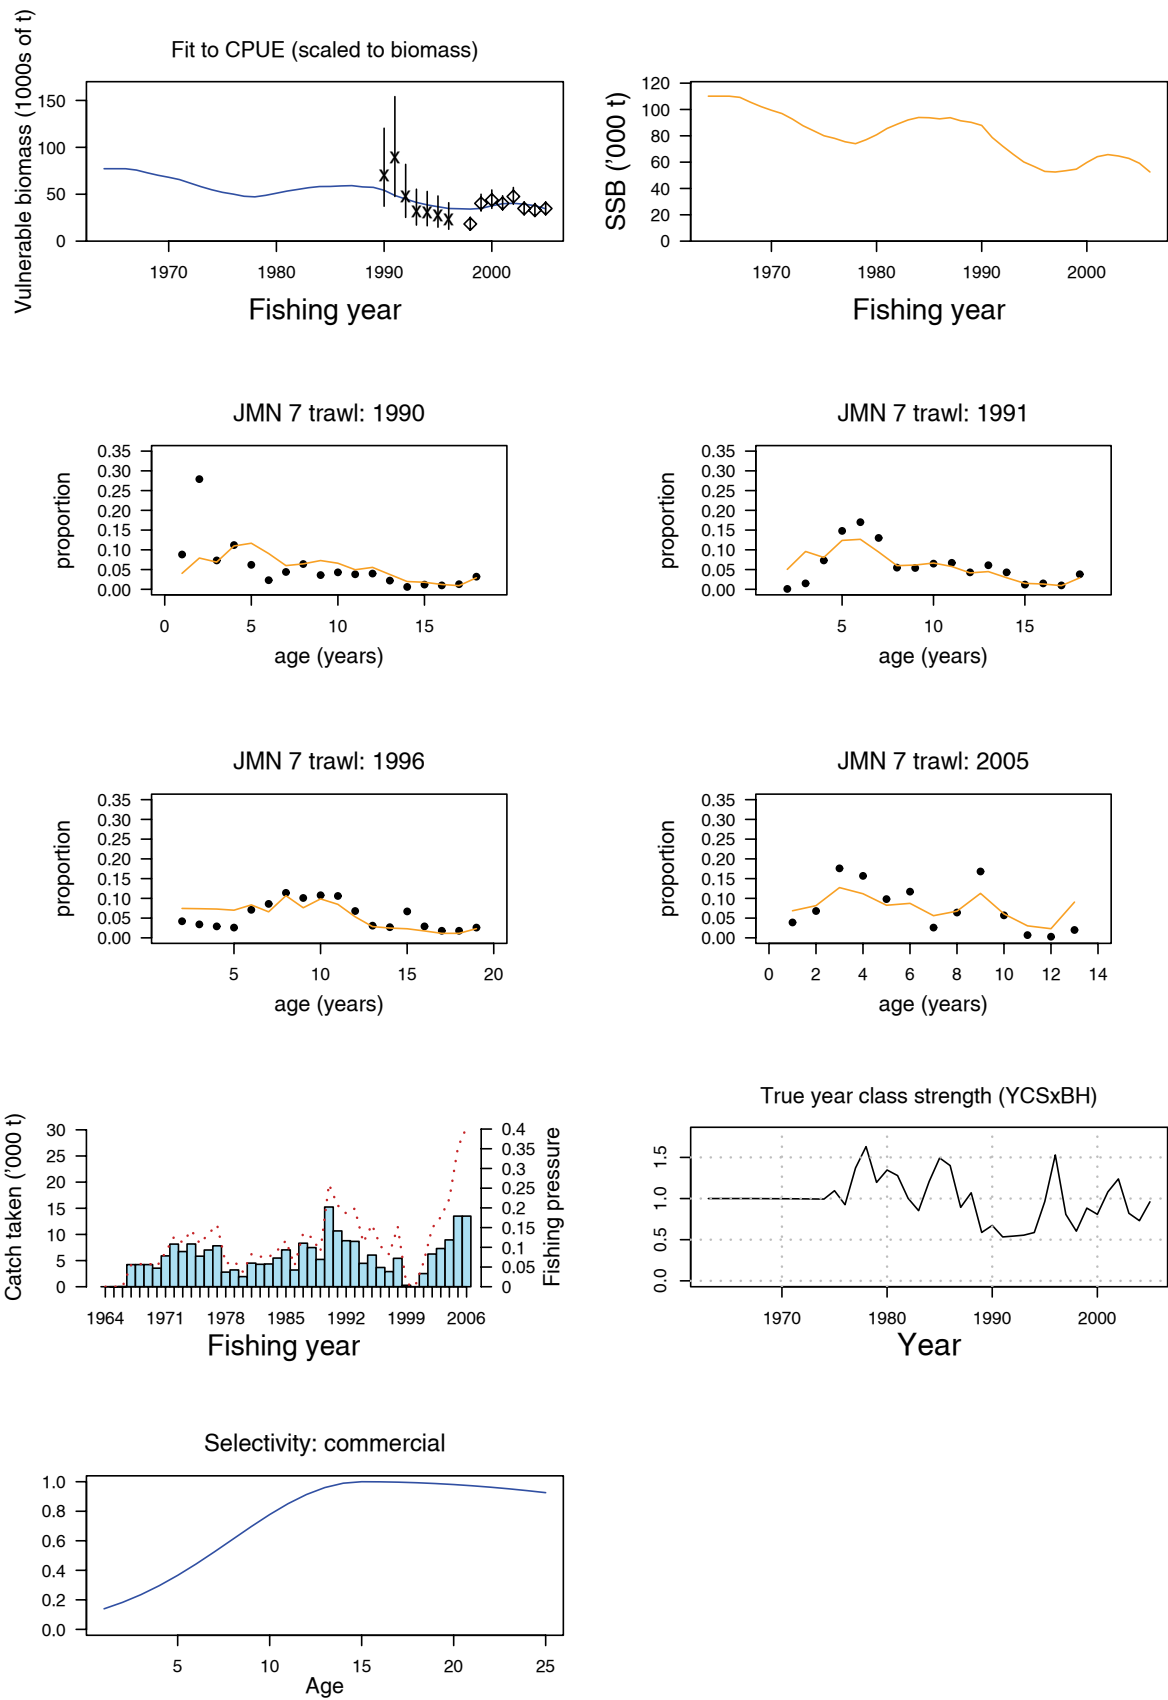 Fit to CPUE (scaled to biomass)
Vulnerable biomass (1000s of t)
150
100
50
0
1970 1980 1990 2000
Fishing year
SSB ('000 t)
120
100
80
60
40
20
0
1970 1980 1990 2000
Fishing year
JMN 7 trawl: 1990
proportion
0.35
0.30
0.25
0.20
0.15
0.10
0.05
0.00
0 5 10 15
age (years)
JMN 7 trawl: 1991
proportion
0.35
0.30
0.25
0.20
0.15
0.10
0.05
0.00
5 10 15
age (years)
JMN 7 trawl: 1996
proportion
0.35
0.30
0.25
0.20
0.15
0.10
0.05
0.00
5 10 15 20
age (years)
JMN 7 trawl: 2005
proportion
0.35
0.30
0.25
0.20
0.15
0.10
0.05
0.00
0 2 4 6 8 10 12 14
age (years)
Catch taken ('000 t)
30
25
20
15
10
5
0
0.4
0.35
0.3
0.25
0.2
0.15
0.1
0.05
0
Fishing pressure
1964 1971 1978 1985 1992 1999 2006
Fishing year
True year class strength (YCSxBH)
1.5
1.0
0.5
0.0
1970 1980 1990 2000
Year
Selectivity: commercial
1.0
0.8
0.6
0.4
0.2
0.0
5 10 15 20 25
Age